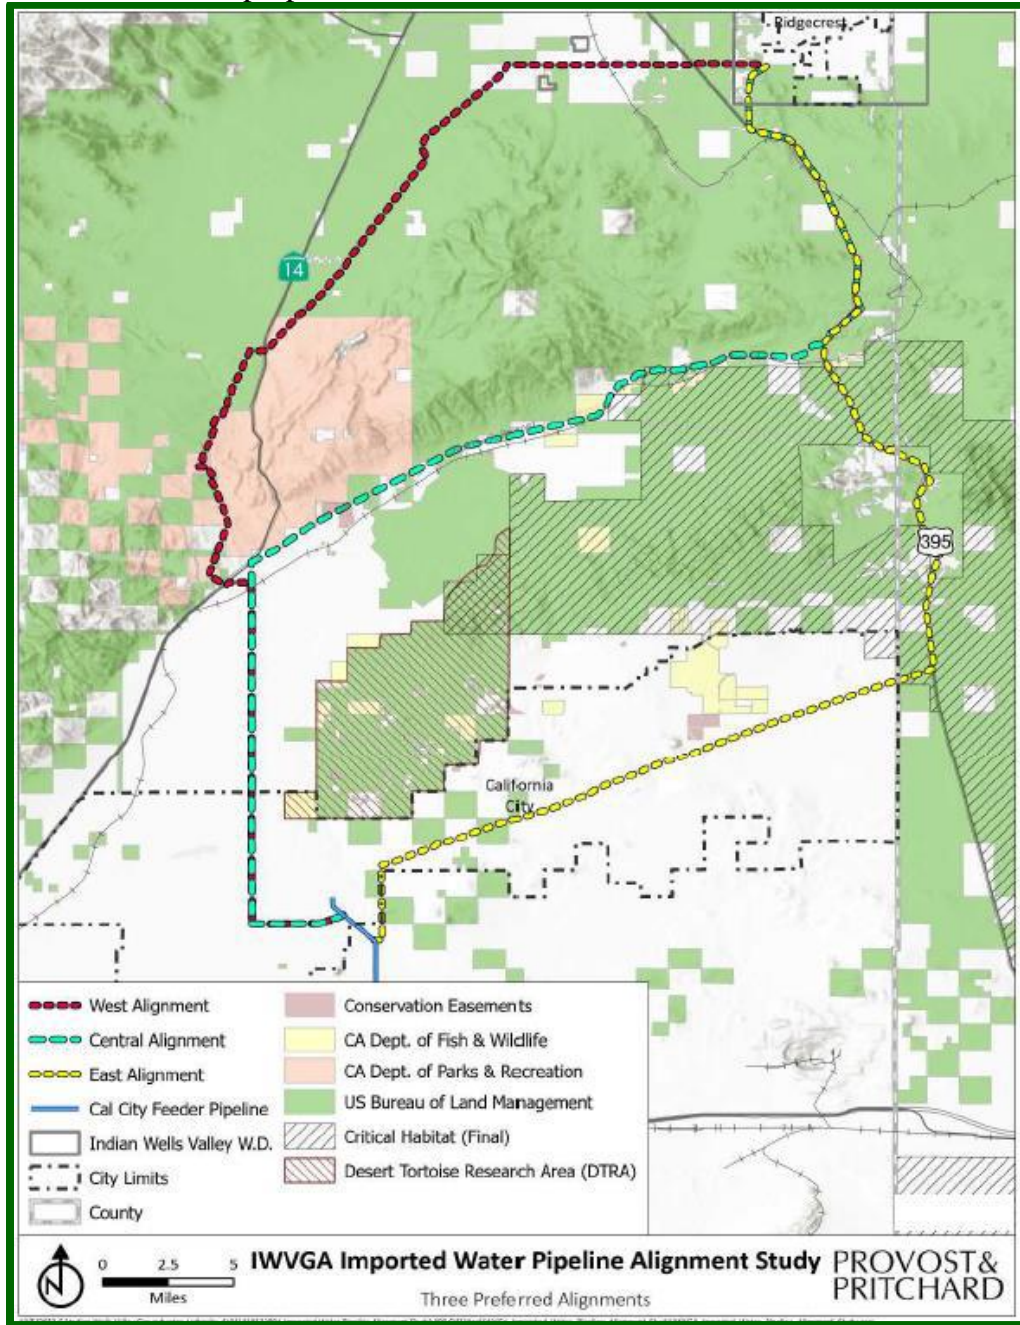 Ridgecrest
14
395
California
City
West Alignment
Central Alignment
East Alignment
Cal City Feeder Pipeline
Indian Wells Valley W.D.
City Limits
County
Conservation Easements
CA Dept. of Fish & Wildlife
CA Dept. of Parks & Recreation
US Bureau of Land Management
Critical Habitat (Final)
Desert Tortoise Research Area (DTRA)
N
0 2.5 5
Miles
IWVGA Imported Water Pipeline Alignment Study
Three Preferred Alignments
PROVOST&
PRITCHARD